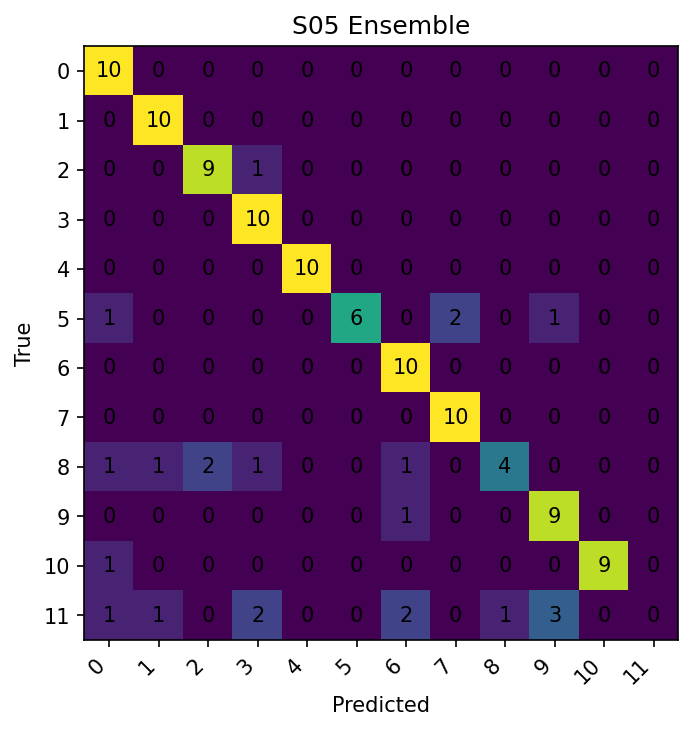 S05 Ensemble
0 10 0 0 0 0 0 0 0 0 0 0 0
1 0 10 0 0 0 0 0 0 0 0 0 0
2 0 0 9 1 0 0 0 0 0 0 0 0
3 0 0 0 10 0 0 0 0 0 0 0 0
4 0 0 0 0 10 0 0 0 0 0 0 0
5 1 0 0 0 0 6 0 2 0 1 0 0
6 0 0 0 0 0 0 10 0 0 0 0 0
7 0 0 0 0 0 0 0 10 0 0 0 0
8 1 1 2 1 0 0 1 0 4 0 0 0
9 0 0 0 0 0 0 1 0 0 9 0 0
10 1 0 0 0 0 0 0 0 0 0 9 0
11 1 1 0 2 0 0 2 0 1 3 0 0
True
0 1 2 3 4 5 6 7 8 9 10 11
Predicted